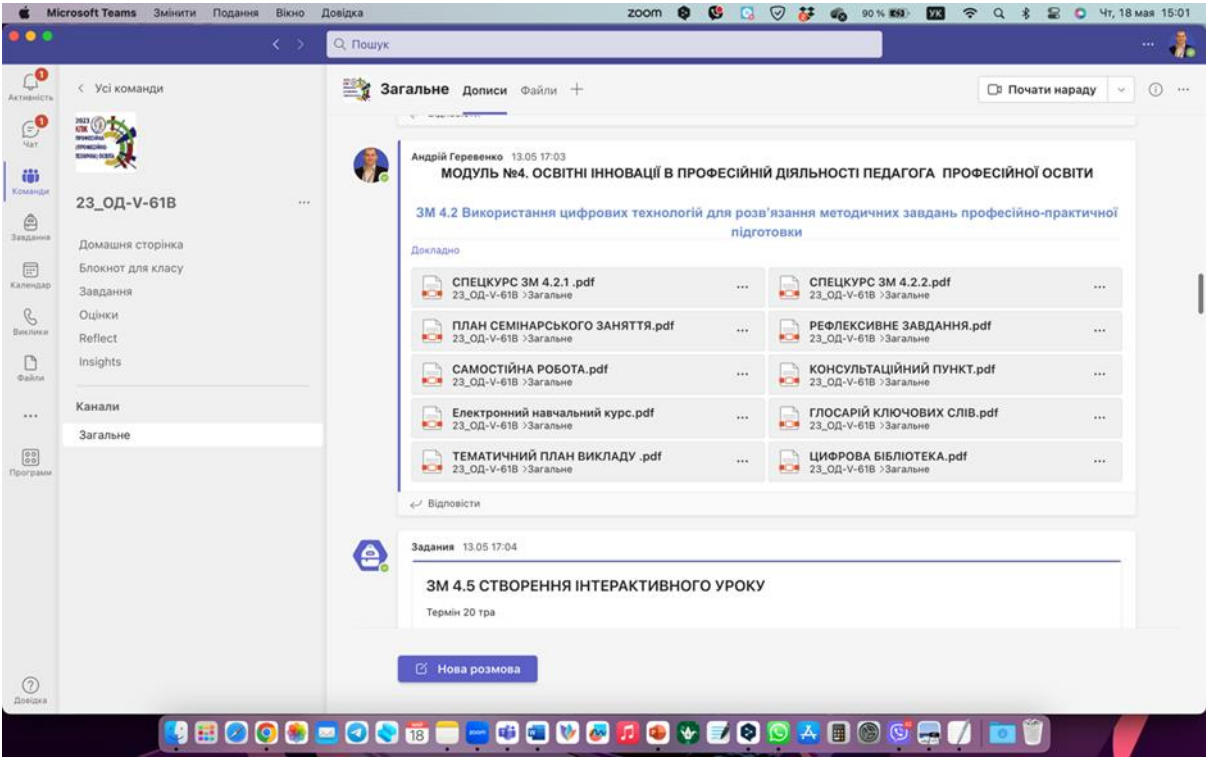 Microsoft Teams Змінити Подання Вікно Довідка
zoom 90 % УК Чт, 18 мая 15:01
Пошук
Активність
Чат
Команди
Завдання
Календар
Виклики
Файли
Програми
Довідка
Усі команди
2023
23_ОД-V-61В
Домашня сторінка
Блокнот для класу
Завдання
Оцінки
Reflect
Insights
Канали
Загальне
Загальне Дописи Файли
Почати нараду
Андрій Геревенко 13.05 17:03
МОДУЛЬ №4. ОСВІТНІ ІННОВАЦІЇ В ПРОФЕСІЙНІЙ ДІЯЛЬНОСТІ ПЕДАГОГА ПРОФЕСІЙНОЇ ОСВІТИ
ЗМ 4.2 Використання цифрових технологій для розв'язання методичних завдань професійно-практичної
підготовки
Докладно
СПЕЦКУРС ЗМ 4.2.1 .pdf
23_ОД-V-61В >Загальне
СПЕЦКУРС ЗМ 4.2.2.pdf
23_ОД-V-61В >Загальне
ПЛАН СЕМІНАРСЬКОГО ЗАНЯТТЯ.pdf
23_ОД-V-61В >Загальне
РЕФЛЕКСИВНЕ ЗАВДАННЯ.pdf
23_ОД-V-61В >Загальне
САМОСТІЙНА РОБОТА.pdf
23_ОД-V-61В >Загальне
КОНСУЛЬТАЦІЙНИЙ ПУНКТ.pdf
23_ОД-V-61В >Загальне
Електронний навчальний курс.pdf
23_ОД-V-61В >Загальне
ГЛОСАРІЙ КЛЮЧОВИХ СЛІВ.pdf
23_ОД-V-61В >Загальне
ТЕМАТИЧНИЙ ПЛАН ВИКЛАДУ .pdf
23_ОД-V-61В >Загальне
ЦИФРОВА БІБЛІОТЕКА.pdf
23_ОД-V-61В >Загальне
Відповісти
Задания 13.05 17:04
ЗМ 4.5 СТВОРЕННЯ ІНТЕРАКТИВНОГО УРОКУ
Термін 20 тра
Нова розмова
18
zoom